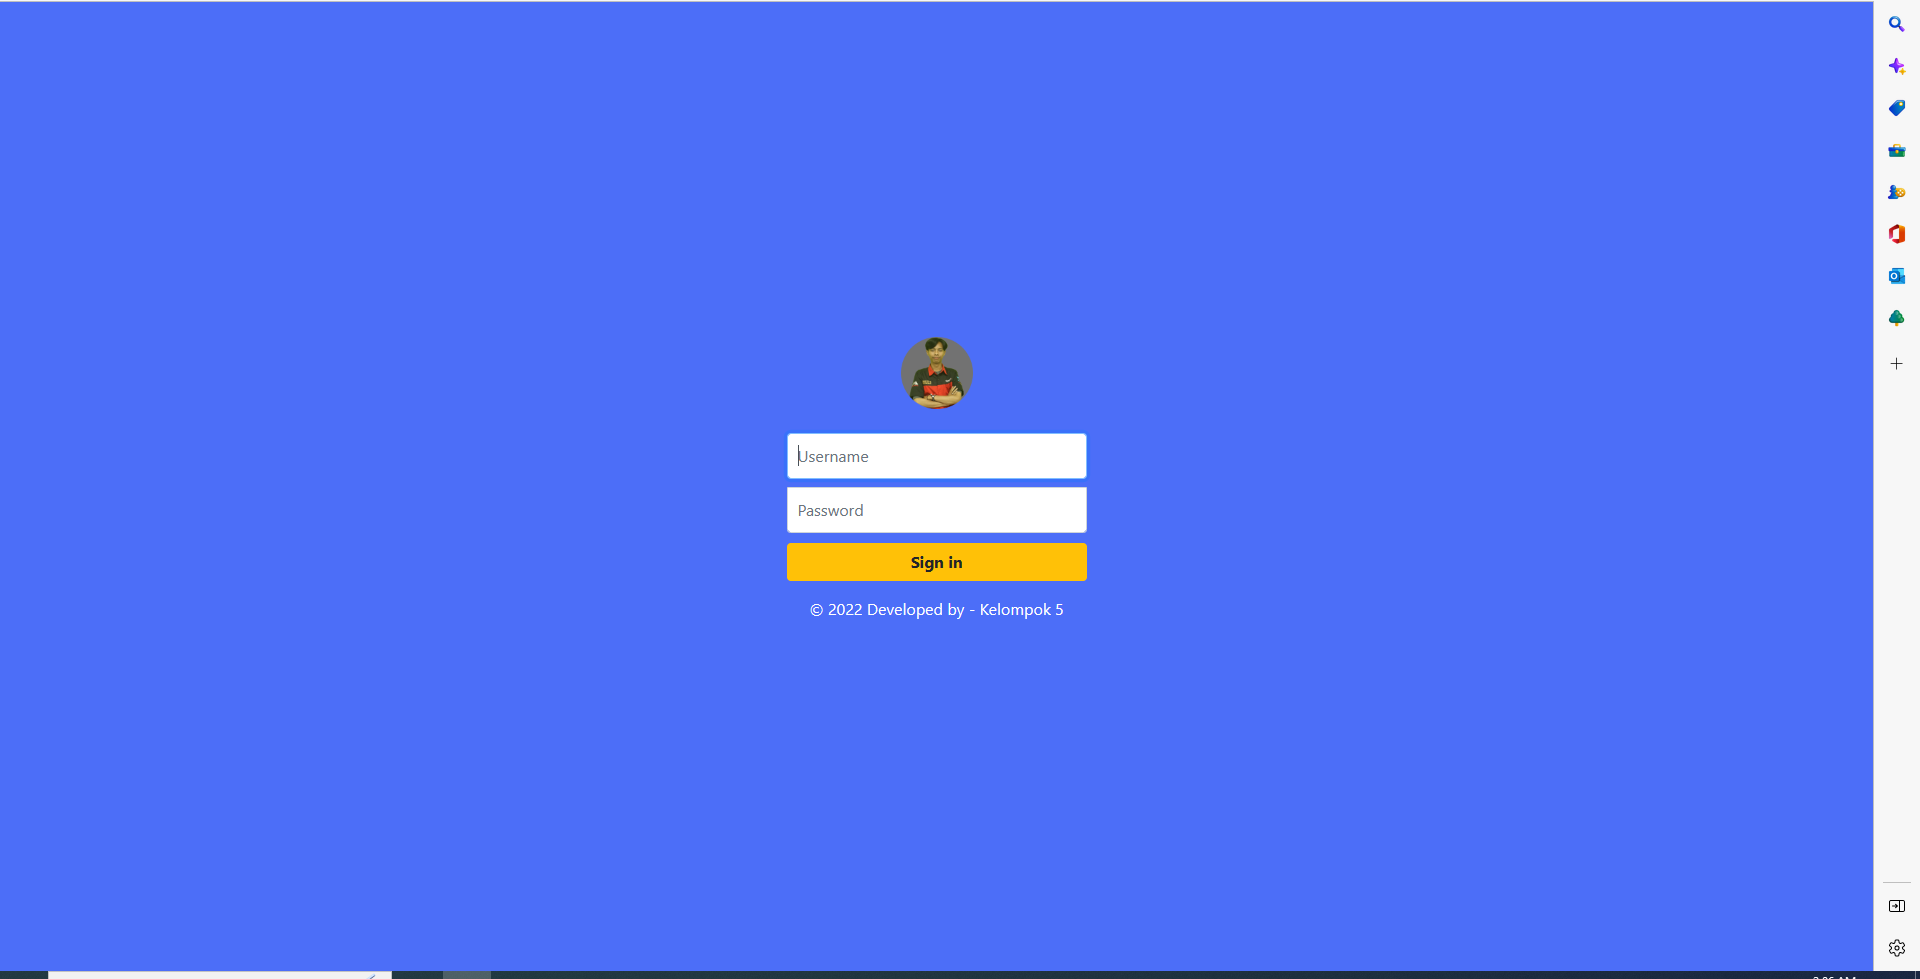 Username
Password
Sign in
© 2022 Developed by - Kelompok 5